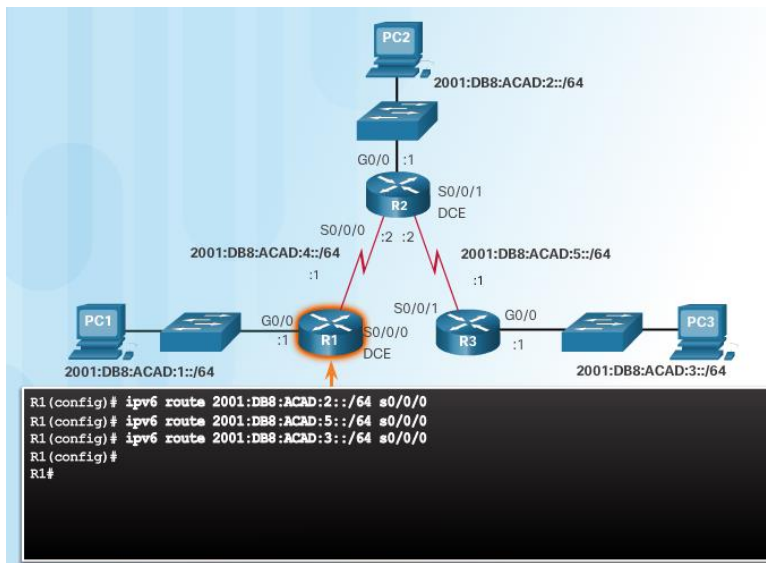 PC2
2001:DB8:ACAD:2::/64
G0/0 :1
R2
S0/0/1
DCE
S0/0/0
:2 :2
2001:DB8:ACAD:4::/64
2001:DB8:ACAD:5::/64
:1
:1
PC1
G0/0
:1
R1
S0/0/0
DCE
S0/0/1
R3
G0/0
:1
PC3
2001:DB8:ACAD:1::/64
2001:DB8:ACAD:3::/64
R1(config)# ipv6 route 2001:DB8:ACAD:2::/64 s0/0/0
R1(config)# ipv6 route 2001:DB8:ACAD:5::/64 s0/0/0
R1(config)# ipv6 route 2001:DB8:ACAD:3::/64 s0/0/0
R1(config)#
R1#